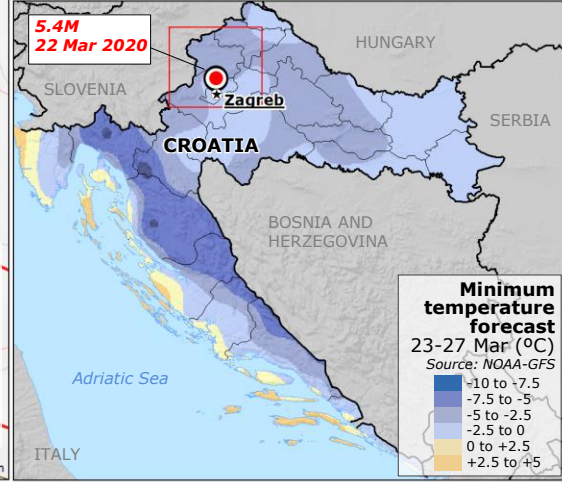 5.4M
22 Mar 2020
HUNGARY
SLOVENIA
Zagreb
SERBIA
CROATIA
BOSNIA AND
HERZEGOVINA
Adriatic Sea
ITALY
Minimum
temperature
forecast
23-27 Mar (ºC)
Source: NOAA-GFS
-10 to -7.5
-7.5 to -5
-5 to -2.5
-2.5 to 0
0 to +2.5
+2.5 to +5